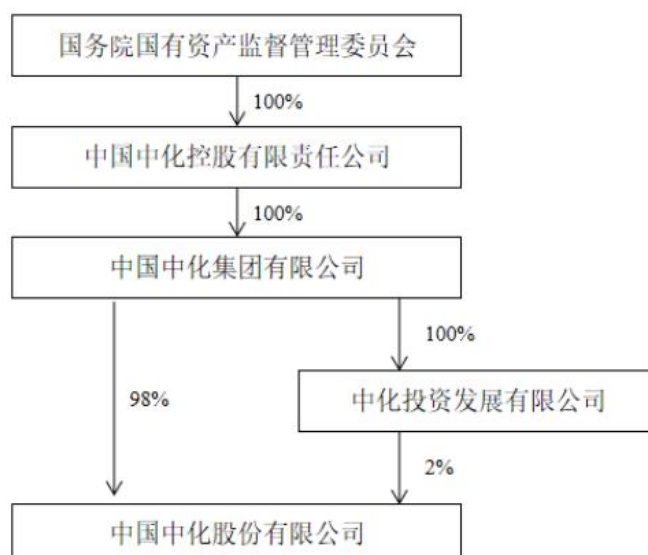 国务院国有资产监督管理委员会
100%
中国中化控股有限责任公司
100%
中国中化集团有限公司
100%
98%
中化投资发展有限公司
2%
中国中化股份有限公司